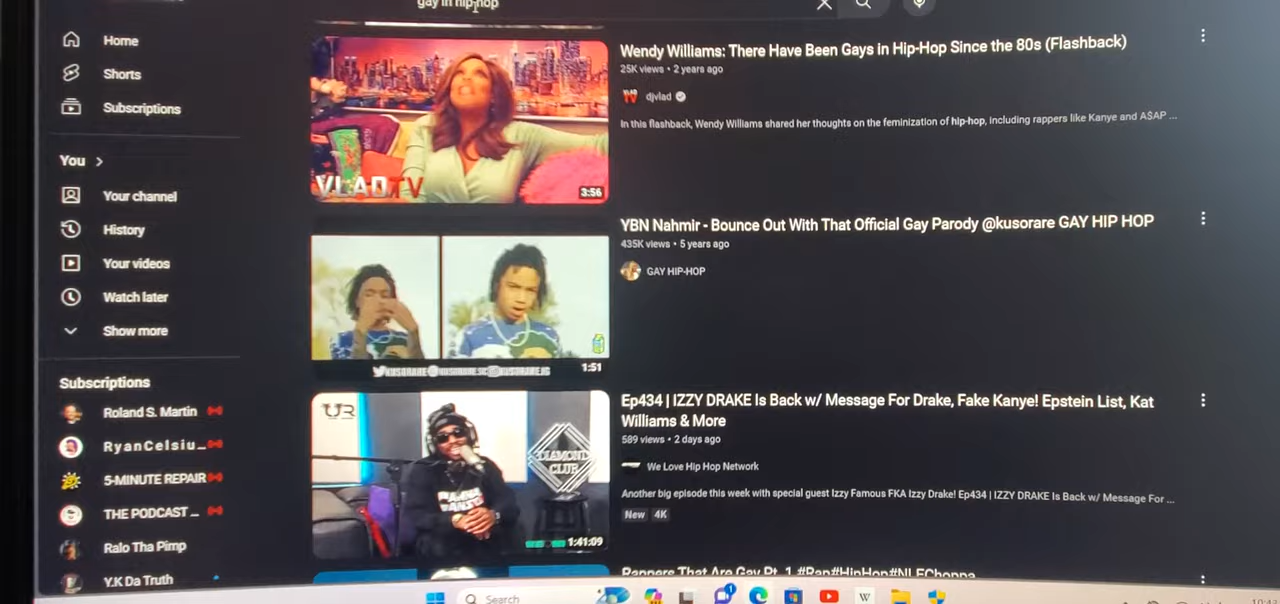 gay in hip-hop
Home
Shorts
Subscriptions
You
Your channel
History
Your videos
Watch later
Show more
Subscriptions
Roland S. Martin
RyanCelsiu...
5-MINUTE REPAIR
THE PODCAST ...
Ralo Tha Pimp
Y.K Da Truth
VLADTV
3:56
Wendy Williams: There Have Been Gays in Hip-Hop Since the 80s (Flashback)
25K views • 2 years ago
djvlad
In this flashback, Wendy Williams shared her thoughts on the feminization of hip-hop, including rappers like Kanye and A$AP ...
1:51
YBN Nahmir - Bounce Out With That Official Gay Parody @kusorare GAY HIP HOP
435K views • 5 years ago
GAY HIP-HOP
UR
DIAMOND
CLUB
1:41:09
Ep434 | IZZY DRAKE Is Back w/ Message For Drake, Fake Kanye! Epstein List, Kat
Williams & More
589 views • 2 days ago
We Love Hip Hop Network
Another big episode this week with special guest Izzy Famous FKA Izzy Drake! Ep434 | IZZY DRAKE Is Back w/ Message For ...
New 4K
Rappers That Are Gay Pt. 1 #Rap#HipHop#NLEChoppa
Search
1
W